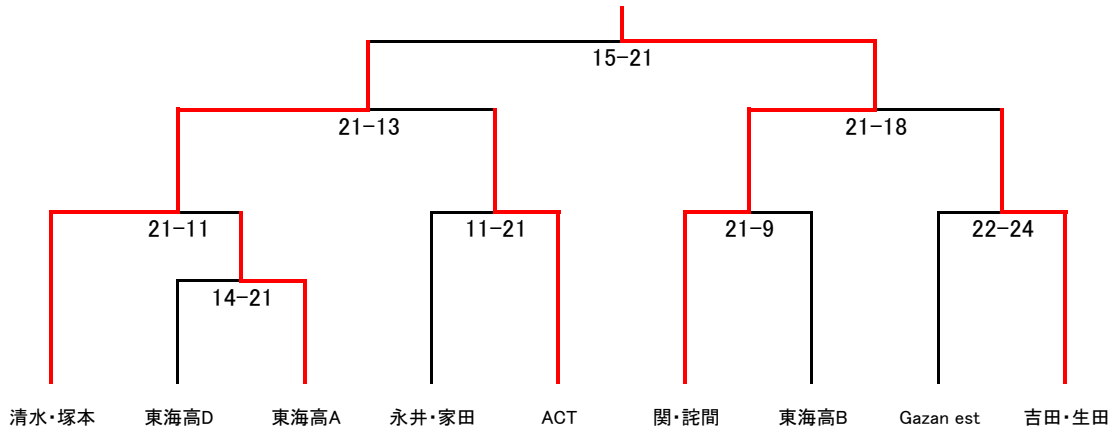 15-21
21-13
21-18
21-11
11-21
21-9
22-24
14-21
清水・塚本
東海高D
東海高A
永井・家田
ACT
関・詫間
東海高B
Gazan est
吉田・生田